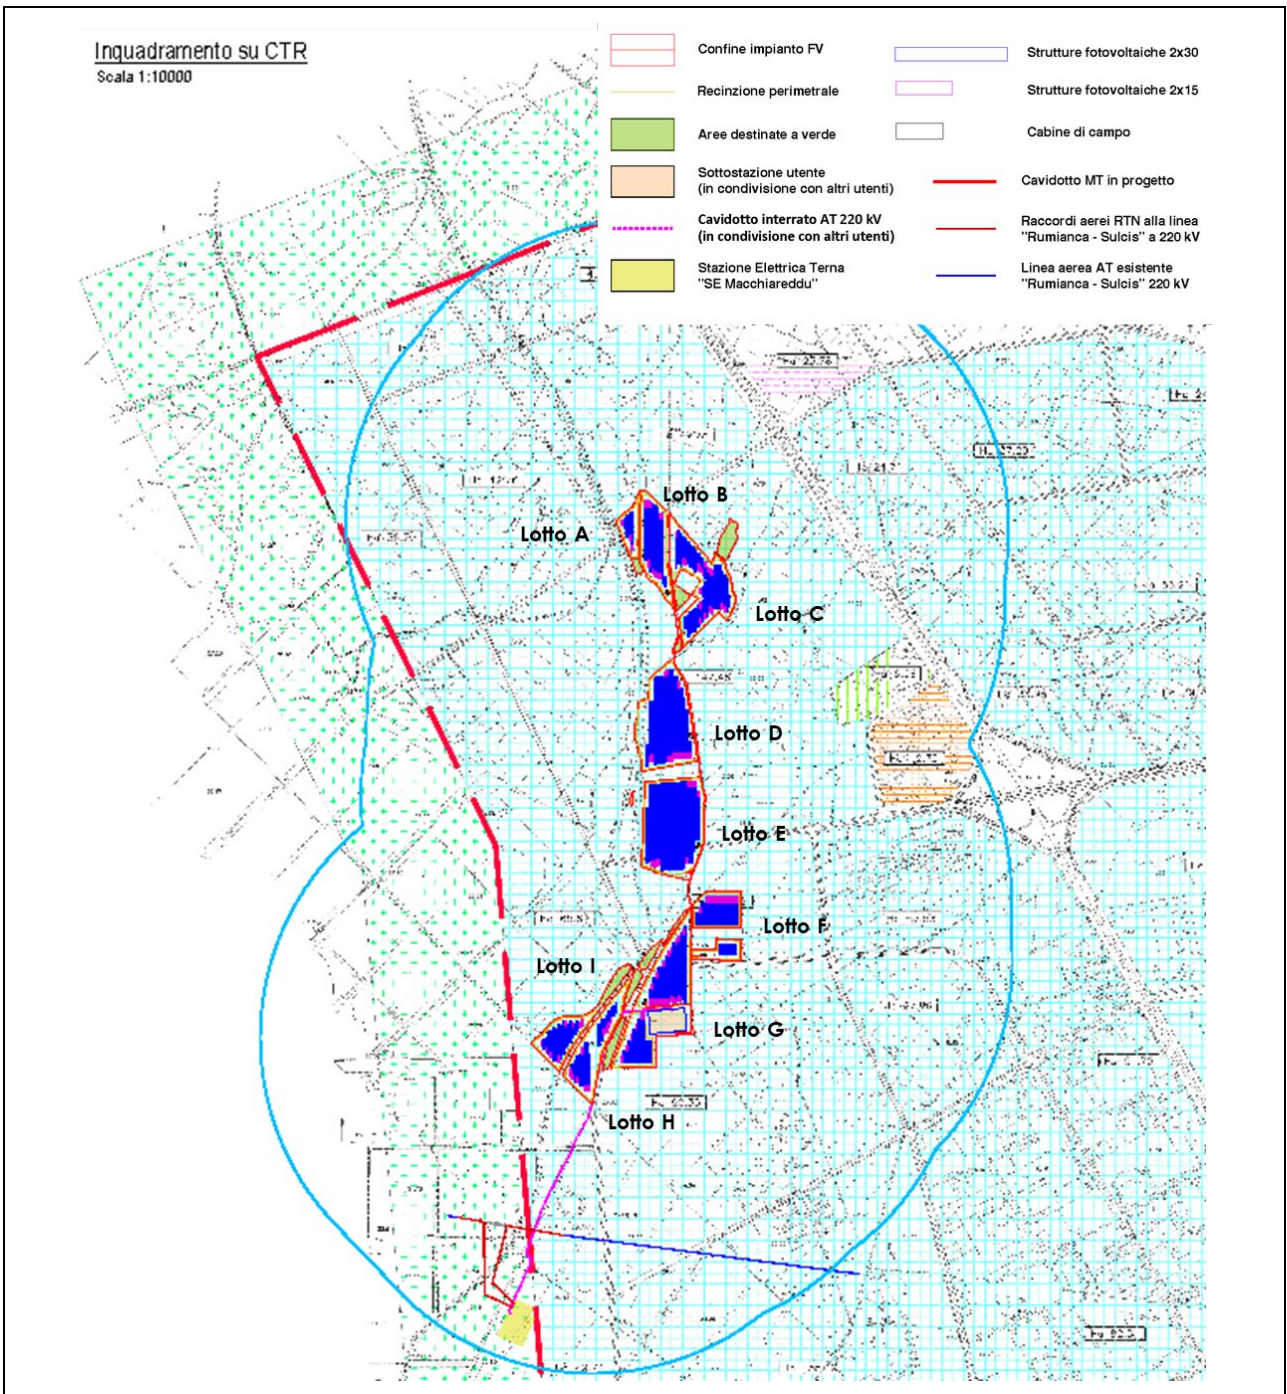 Inquadramento su CTR
Scala 1:10000
Confine impianto FV
Recinzione perimetrale
Aree destinate a verde
Sottostazione utente
(in condivisione con altri utenti)
Cavidotto interrato AT 220 kV
(in condivisione con altri utenti)
Stazione Elettrica Terna
"SE Macchiareddu"
Strutture fotovoltaiche 2x30
Strutture fotovoltaiche 2x15
Cabine di campo
Cavidotto MT in progetto
Raccordi aerei RTN alla linea
"Rumianca - Sulcis" a 220 kV
Linea aerea AT esistente
"Rumianca - Sulcis" 220 kV
Lotto B
Lotto A
Lotto C
Lotto D
Lotto E
Lotto F
Lotto I
Lotto G
Lotto H